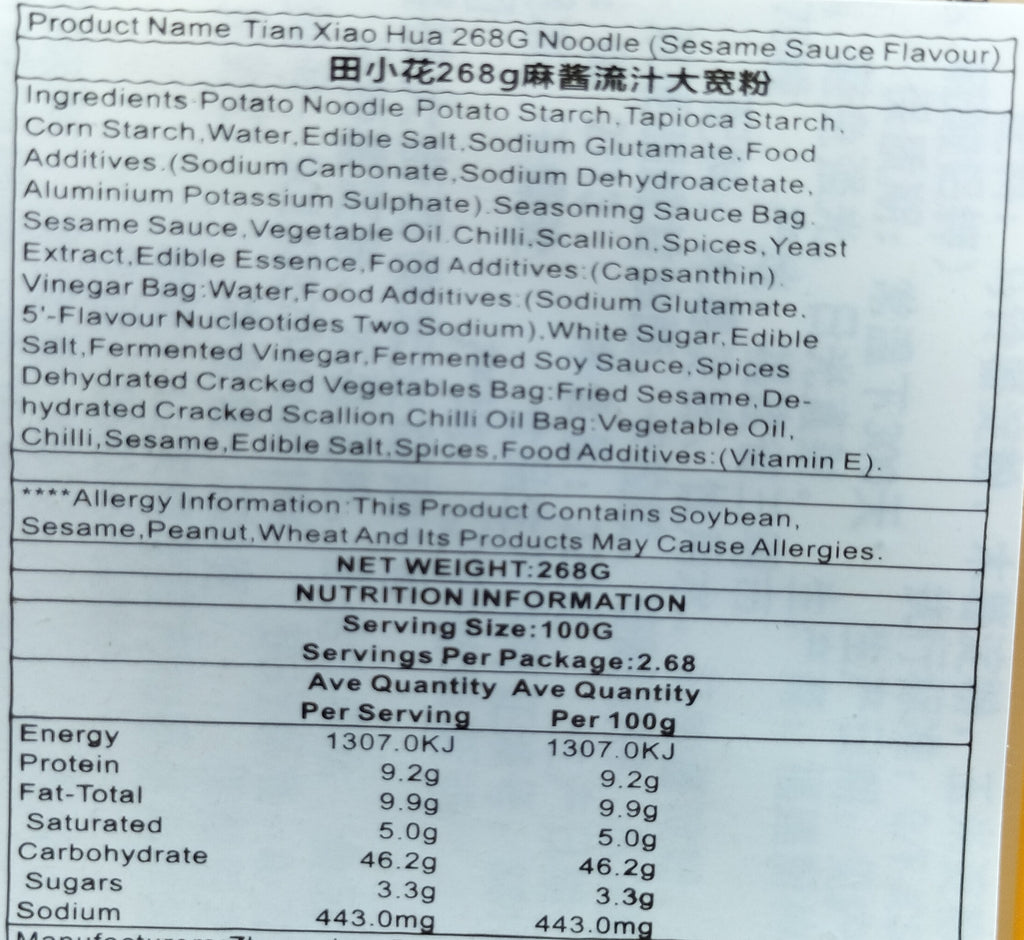 Product Name Tian Xiao Hua 268G Noodle (Sesame Sauce Flavour)
田小花268g麻酱流汁大宽粉
Ingredients:Potato Noodle Potato Starch,Tapioca Starch,
Corn Starch,Water,Edible Salt,Sodium Glutamate,Food
Additives.(Sodium Carbonate,Sodium Dehydroacetate,
Aluminium Potassium Sulphate).Seasoning Sauce Bag.
Sesame Sauce,Vegetable Oil.Chilli,Scallion,Spices,Yeast
Extract,Edible Essence,Food Additives:(Capsanthin).
Vinegar Bag:Water,Food Additives:(Sodium Glutamate.
5'-Flavour Nucleotides Two Sodium),White Sugar,Edible
Salt,Fermented Vinegar,Fermented Soy Sauce,Spices
Dehydrated Cracked Vegetables Bag:Fried Sesame,De-
hydrated Cracked Scallion Chilli Oil Bag:Vegetable Oil,
Chilli,Sesame,Edible Salt,Spices,Food Additives:(Vitamin E).
****Allergy Information:This Product Contains Soybean,
Sesame,Peanut,Wheat And Its Products May Cause Allergies.
NET WEIGHT:268G
NUTRITION INFORMATION
Serving Size:100G
Servings Per Package:2.68
Ave Quantity Ave Quantity
Per Serving Per 100g
Energy 1307.0KJ 1307.0KJ
Protein 9.2g 9.2g
Fat-Total 9.9g 9.9g
Saturated 5.0g 5.0g
Carbohydrate 46.2g 46.2g
Sugars 3.3g 3.3g
Sodium 443.0mg 443.0mg